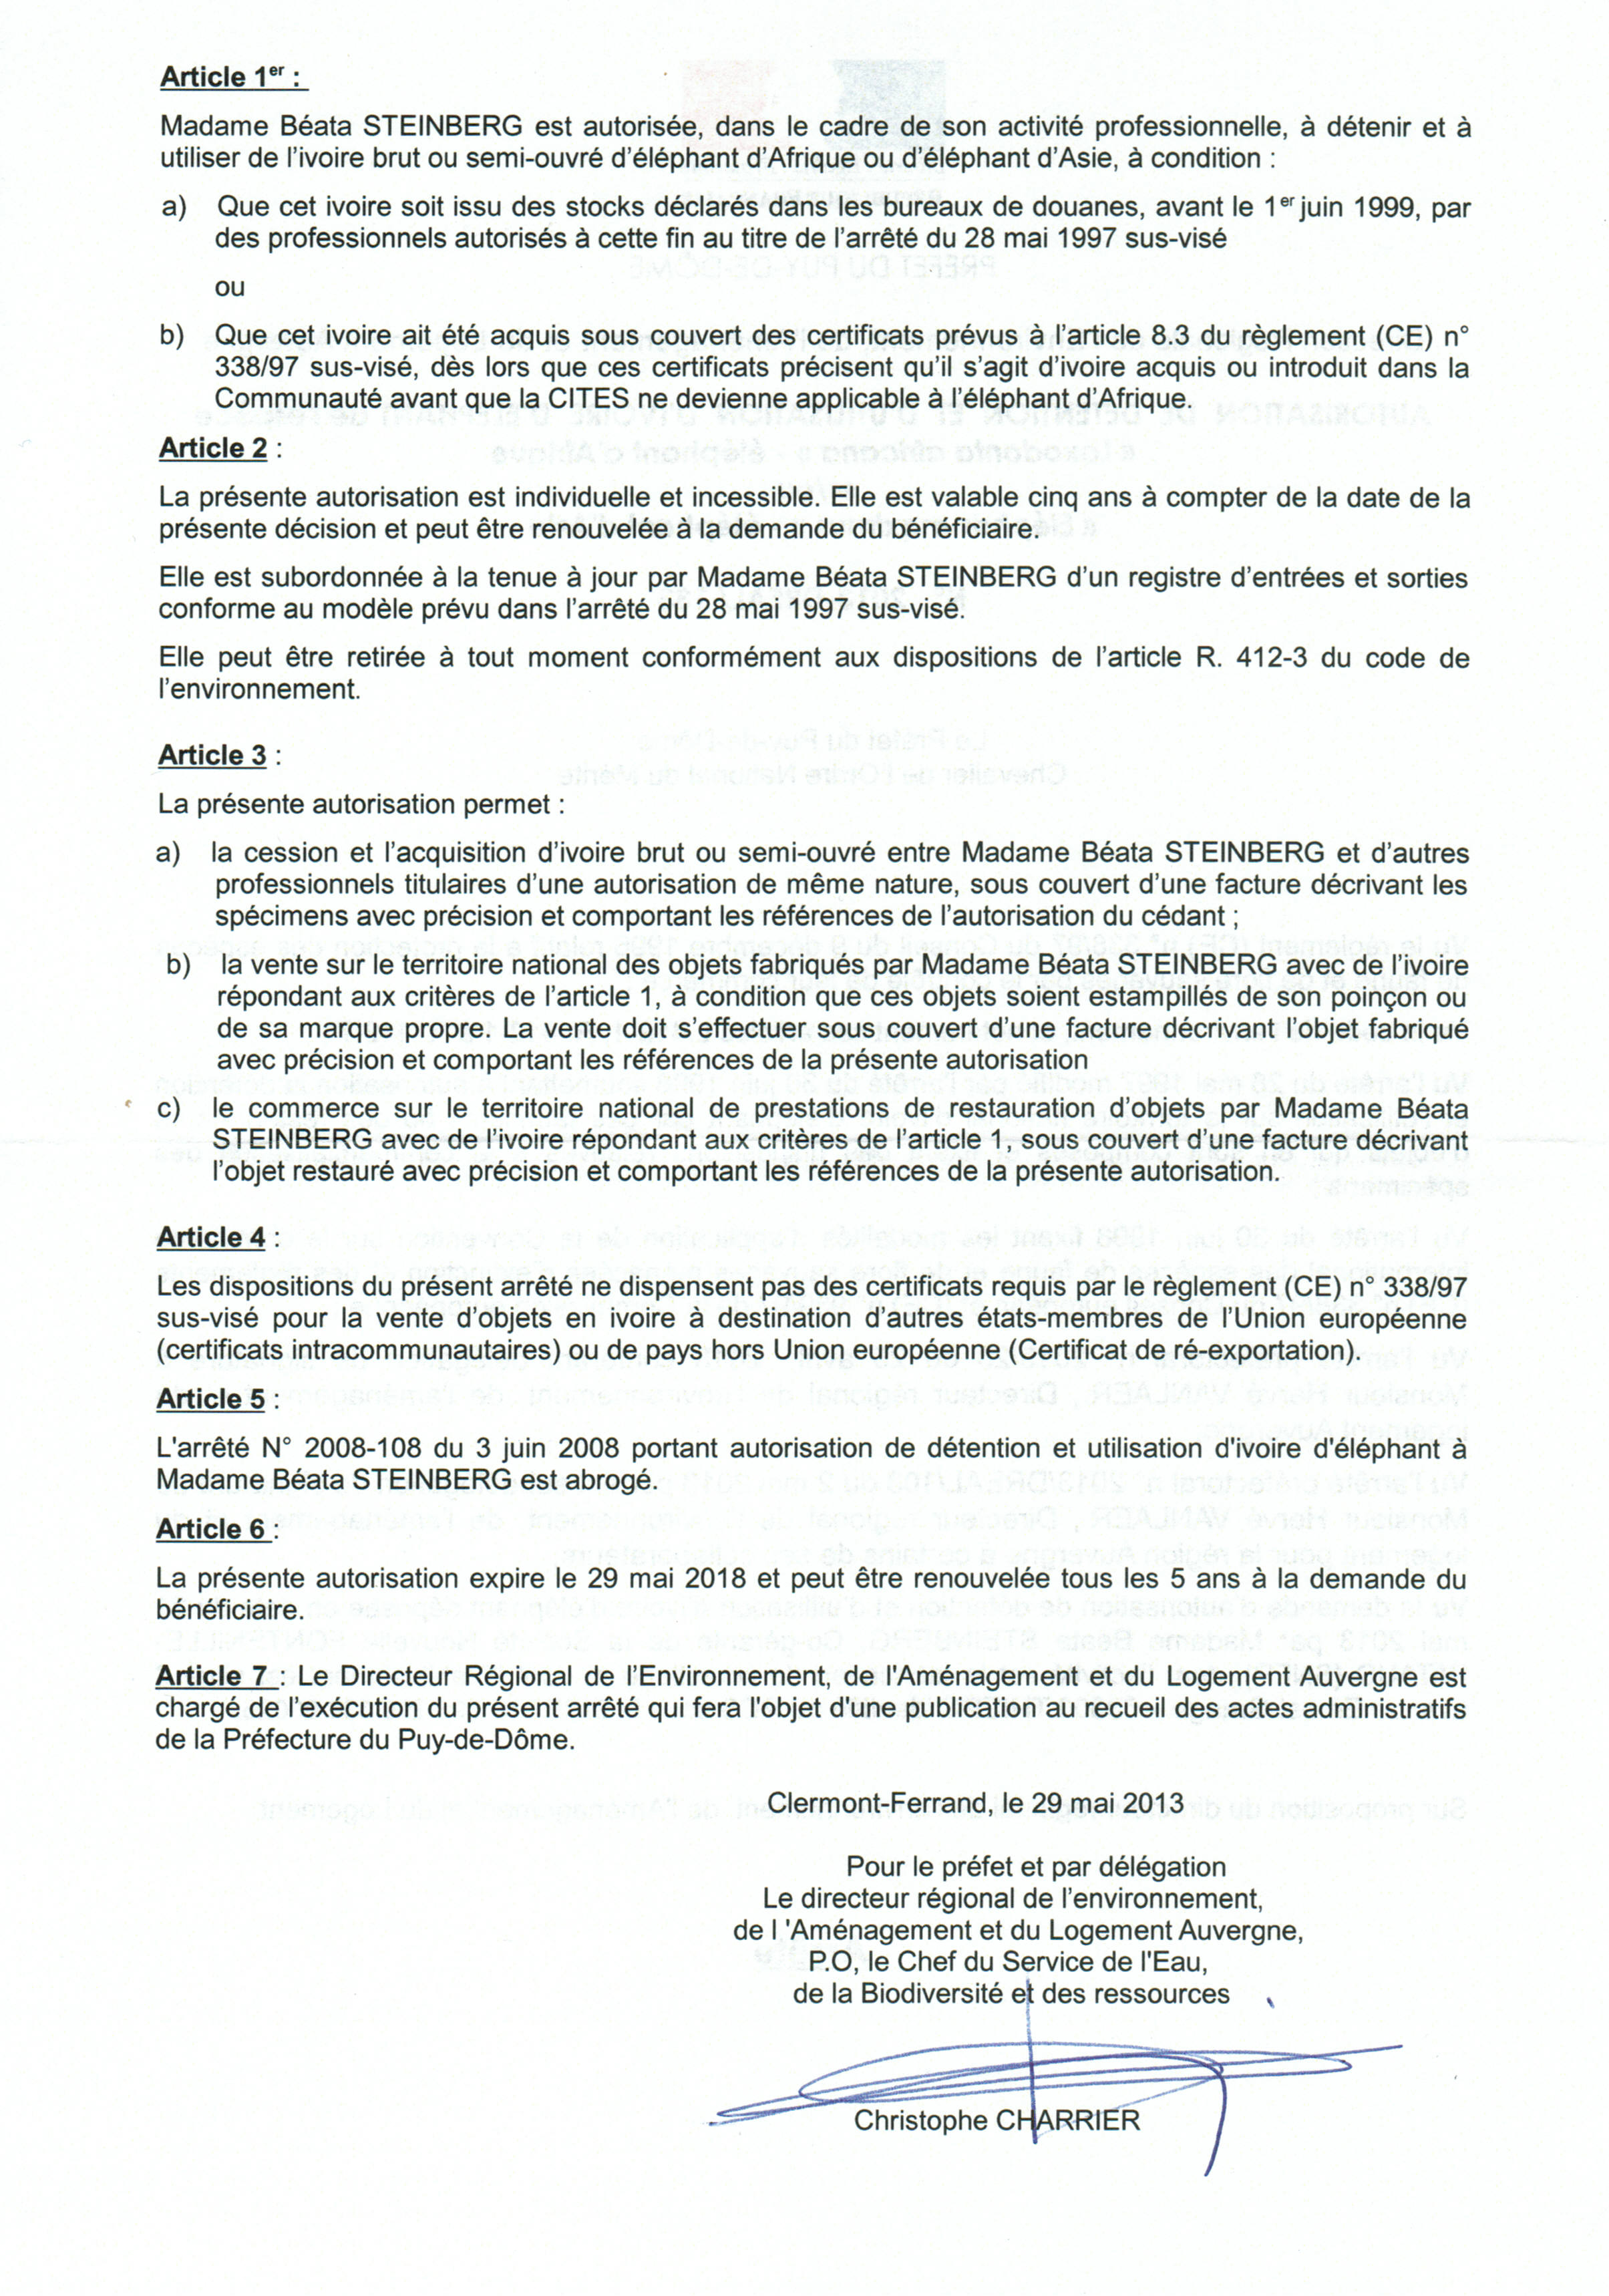 Article 1er :
Madame Béata STEINBERG est autorisée, dans le cadre de son activité professionnelle, à détenir et à
utiliser de l’ivoire brut ou semi-ouvré d’éléphant d’Afrique ou d’éléphant d’Asie, à condition :
a) Que cet ivoire soit issu des stocks déclarés dans les bureaux de douanes, avant le 1er juin 1999, par
des professionnels autorisés à cette fin au titre de l’arrêté du 28 mai 1997 sus-visé
ou
b) Que cet ivoire ait été acquis sous couvert des certificats prévus à l’article 8.3 du règlement (CE) n°
338/97 sus-visé, dès lors que ces certificats précisent qu’il s’agit d’ivoire acquis ou introduit dans la
Communauté avant que la CITES ne devienne applicable à l’éléphant d’Afrique.
Article 2 :
La présente autorisation est individuelle et incessible. Elle est valable cinq ans à compter de la date de la
présente décision et peut être renouvelée à la demande du bénéficiaire.
Elle est subordonnée à la tenue à jour par Madame Béata STEINBERG d’un registre d’entrées et sorties
conforme au modèle prévu dans l’arrêté du 28 mai 1997 sus-visé.
Elle peut être retirée à tout moment conformément aux dispositions de l’article R. 412-3 du code de
l’environnement.
Article 3 :
La présente autorisation permet :
a) la cession et l’acquisition d’ivoire brut ou semi-ouvré entre Madame Béata STEINBERG et d’autres
professionnels titulaires d’une autorisation de même nature, sous couvert d’une facture décrivant les
spécimens avec précision et comportant les références de l’autorisation du cédant ;
b) la vente sur le territoire national des objets fabriqués par Madame Béata STEINBERG avec de l’ivoire
répondant aux critères de l’article 1, à condition que ces objets soient estampillés de son poinçon ou
de sa marque propre. La vente doit s’effectuer sous couvert d’une facture décrivant l’objet fabriqué
avec précision et comportant les références de la présente autorisation
c) le commerce sur le territoire national de prestations de restauration d’objets par Madame Béata
STEINBERG avec de l’ivoire répondant aux critères de l’article 1, sous couvert d’une facture décrivant
l’objet restauré avec précision et comportant les références de la présente autorisation.
Article 4 :
Les dispositions du présent arrêté ne dispensent pas des certificats requis par le règlement (CE) n° 338/97
sus-visé pour la vente d’objets en ivoire à destination d’autres états-membres de l’Union européenne
(certificats intracommunautaires) ou de pays hors Union européenne (Certificat de ré-exportation).
Article 5 :
L'arrêté N° 2008-108 du 3 juin 2008 portant autorisation de détention et utilisation d'ivoire d'éléphant à
Madame Béata STEINBERG est abrogé.
Article 6 :
La présente autorisation expire le 29 mai 2018 et peut être renouvelée tous les 5 ans à la demande du
bénéficiaire.
Article 7 : Le Directeur Régional de l’Environnement, de l'Aménagement et du Logement Auvergne est
chargé de l’exécution du présent arrêté qui fera l'objet d'une publication au recueil des actes administratifs
de la Préfecture du Puy-de-Dôme.
Clermont-Ferrand, le 29 mai 2013
Pour le préfet et par délégation
Le directeur régional de l’environnement,
de l 'Aménagement et du Logement Auvergne,
P.O, le Chef du Service de l'Eau,
de la Biodiversité et des ressources
Christophe CHARRIER